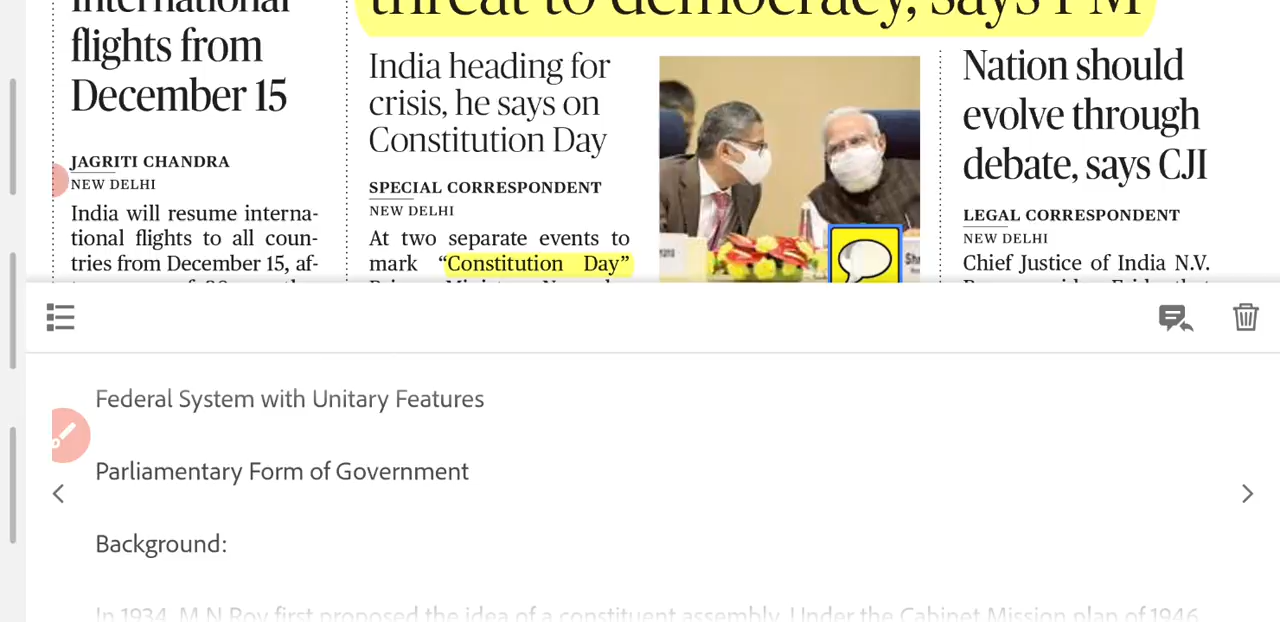 flights from
December 15
JAGRITI CHANDRA
NEW DELHI
India will resume interna-
tional flights to all coun-
tries from December 15, af-
threat to democracy, says PM
India heading for
crisis, he says on
Constitution Day
SPECIAL CORRESPONDENT
NEW DELHI
At two separate events to
mark “Constitution Day”
Nation should
evolve through
debate, says CJI
LEGAL CORRESPONDENT
NEW DELHI
Chief Justice of India N.V.
Federal System with Unitary Features
Parliamentary Form of Government
Background:
In 1934, M N Roy first proposed the idea of a constituent assembly. Under the Cabinet Mission plan of 1946,